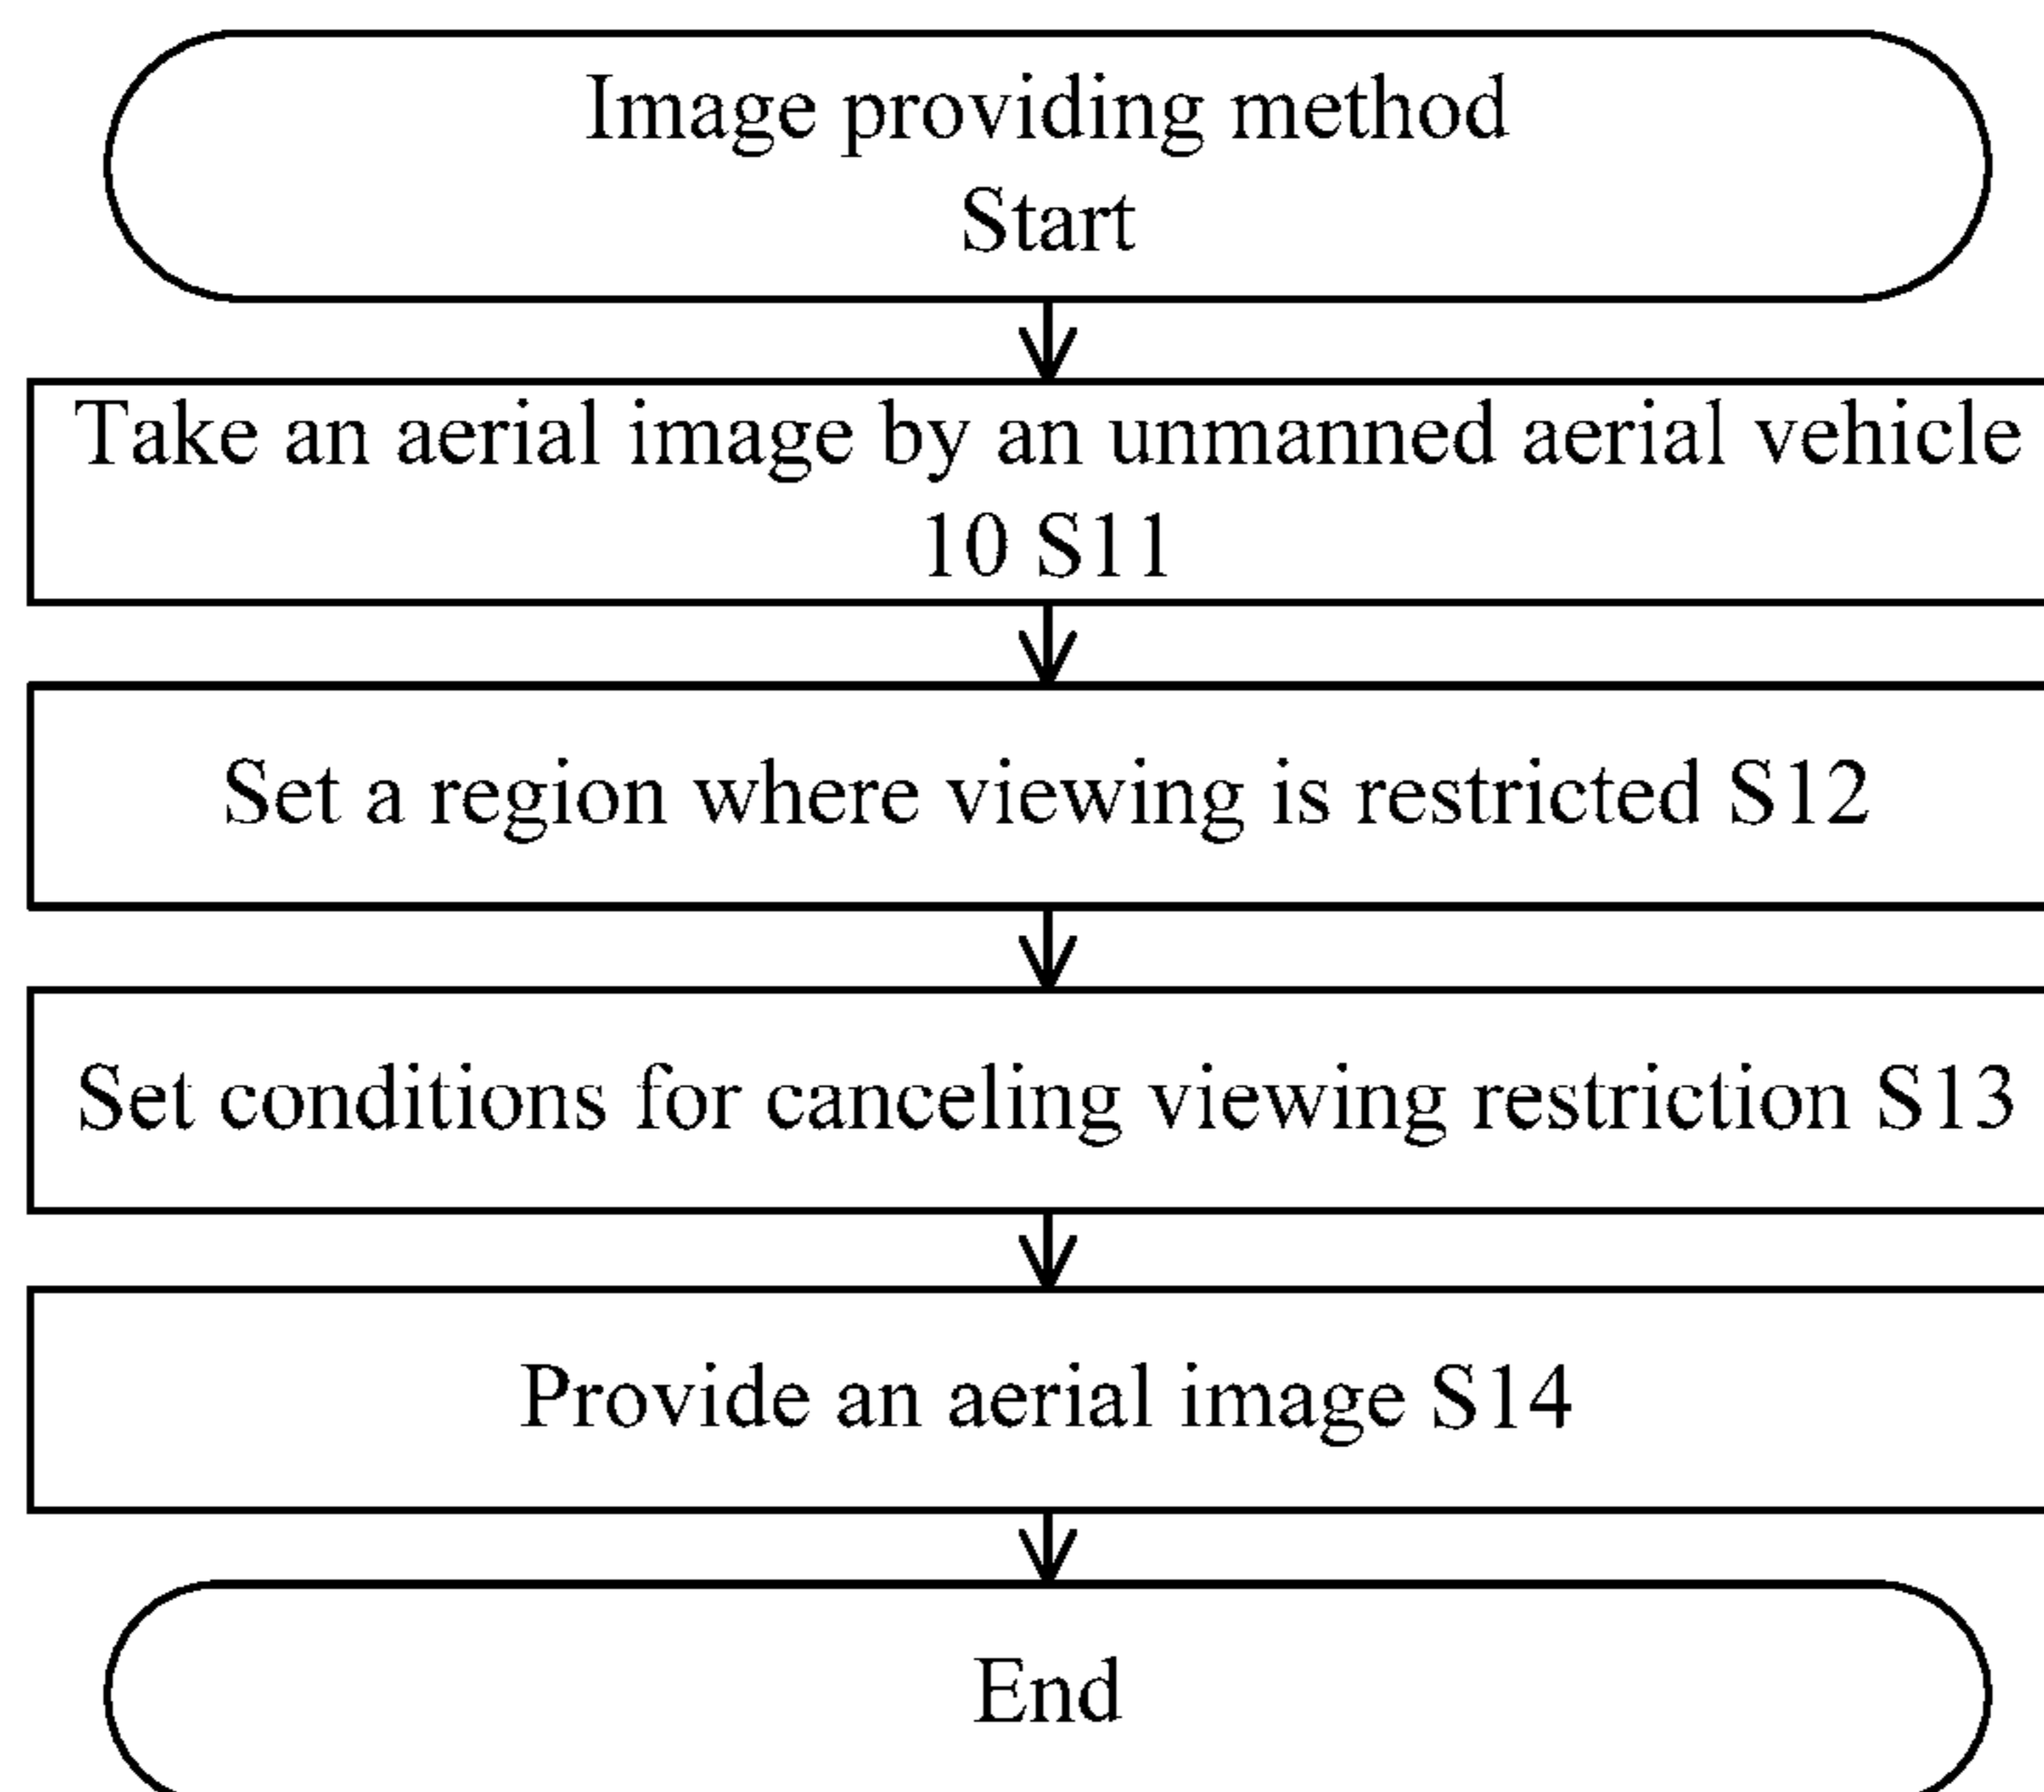 Image providing method
Start
Take an aerial image by an unmanned aerial vehicle
10 S11
Set a region where viewing is restricted S12
Set conditions for canceling viewing restriction S13
Provide an aerial image S14
End